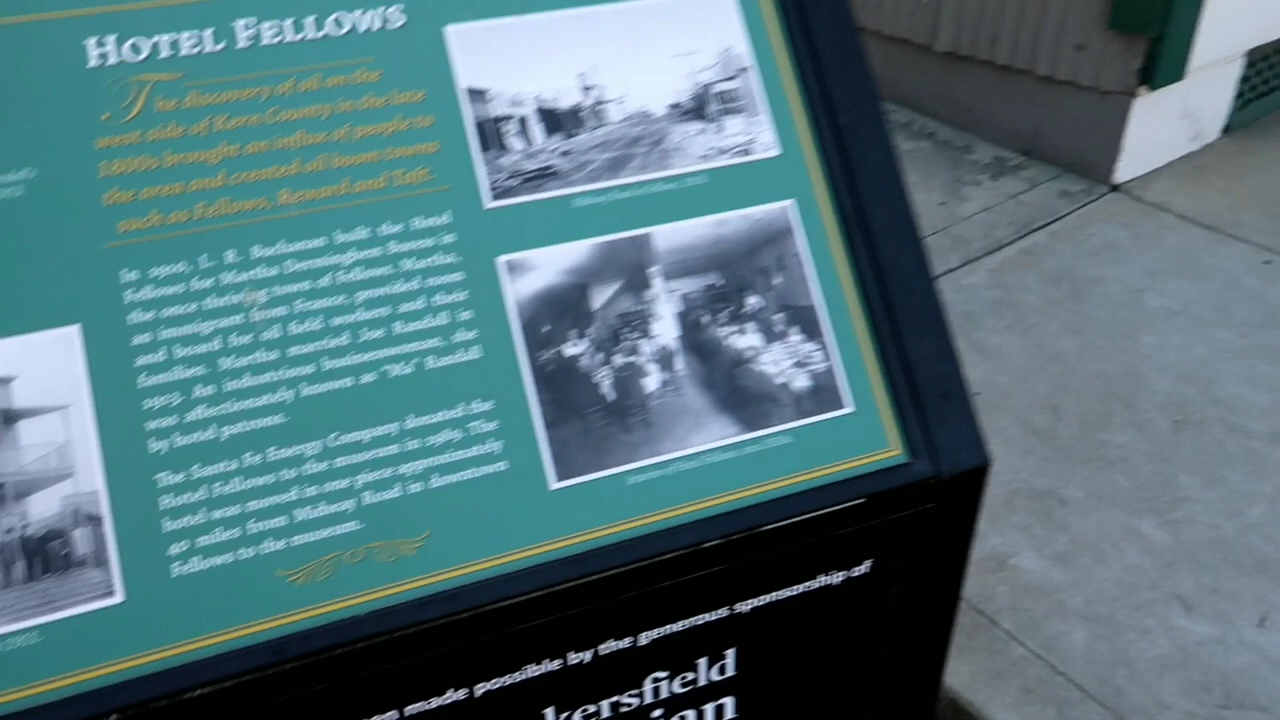 HOTEL FELLOWS
The discovery of oil on the
west side of Kern County in the late
1800s brought an influx of people to
the area and created oil boom towns
such as Fellows, Reward and Taft.
In 1910, L. R. Buchanan built the Hotel
Fellows for Martha Dermingham Bowes in
the once thriving town of Fellows. Martha,
an immigrant from France, provided room
and board for oil field workers and their
families. Martha married Joe Randall in
1913. An industrious businesswoman, she
was affectionately known as "Ma" Randall
by hotel patrons.
The Santa Fe Energy Company donated the
Hotel Fellows to the museum in 1985. The
hotel was moved in one piece approximately
40 miles from Midway Road in downtown
Fellows to the museum.
made possible by the generous sponsorship of
kersfield